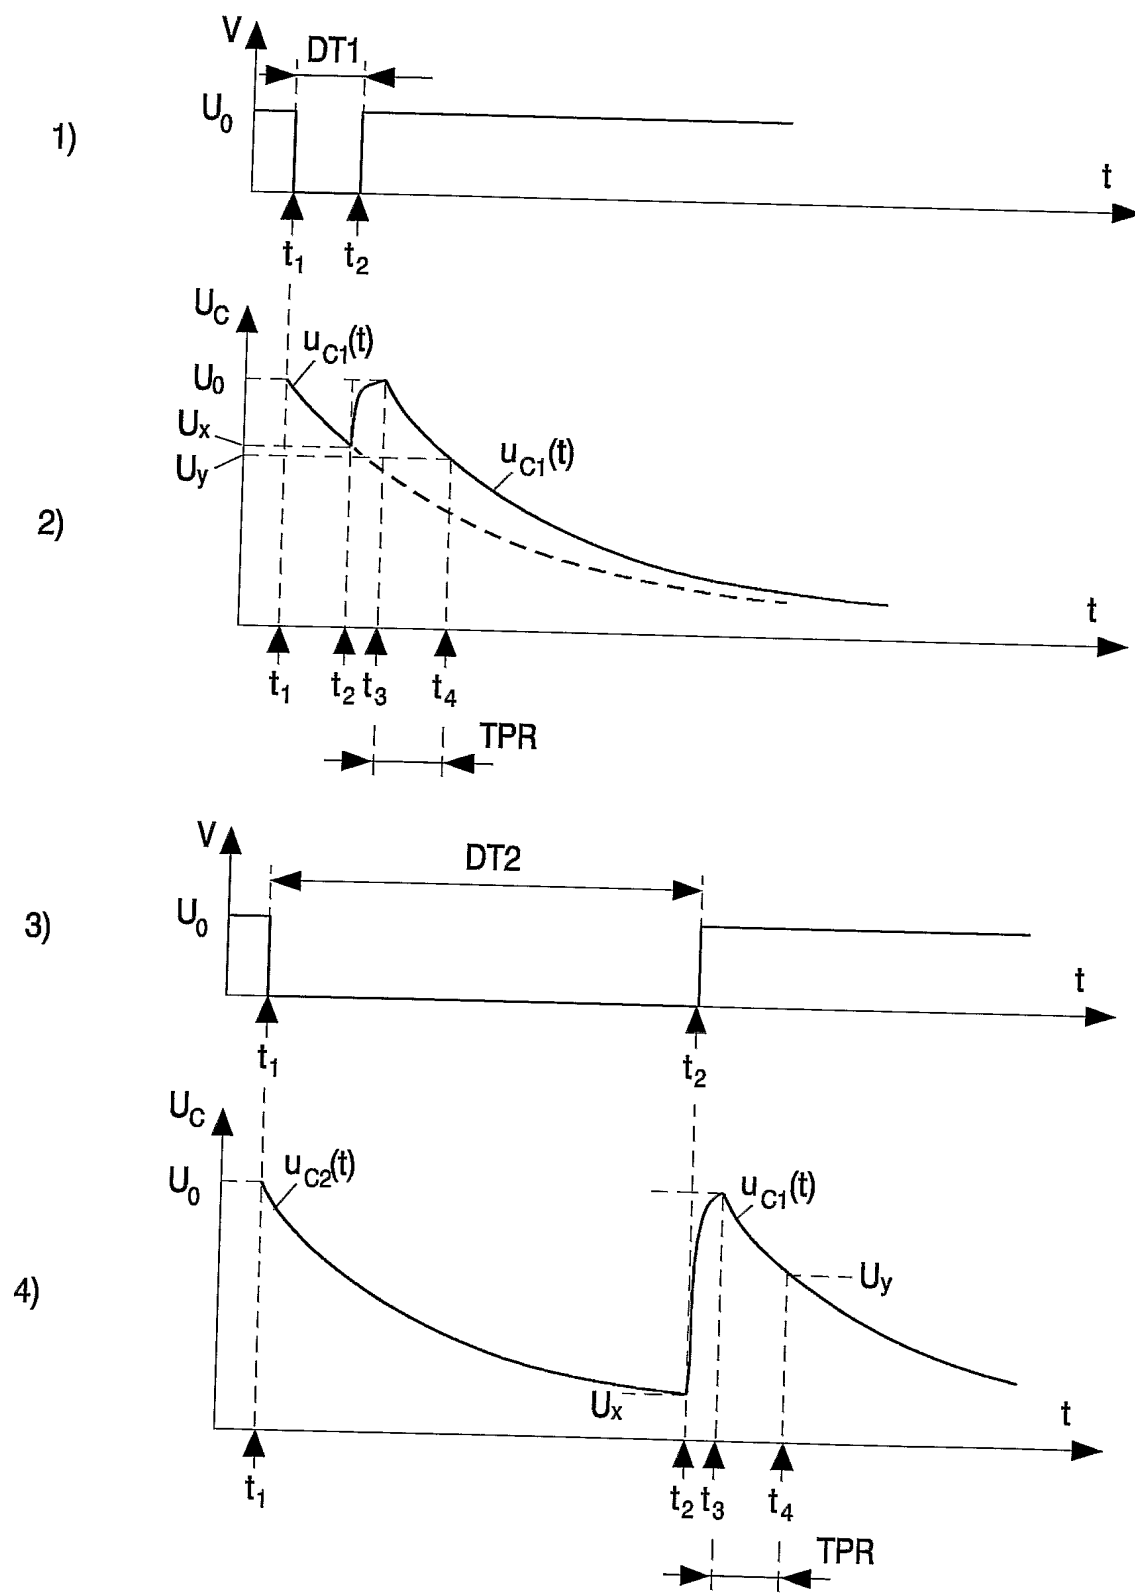 V
DT1
U0
1)
t
t1 t2
UC
uC1(t)
U0
Ux
Uy
uC1(t)
2)
t
t1 t2 t3 t4
TPR
V
DT2
U0
3)
t
t1 t2
UC
uC2(t)
U0
uC1(t)
Uy
4)
Ux
t
t1 t2 t3 t4
TPR